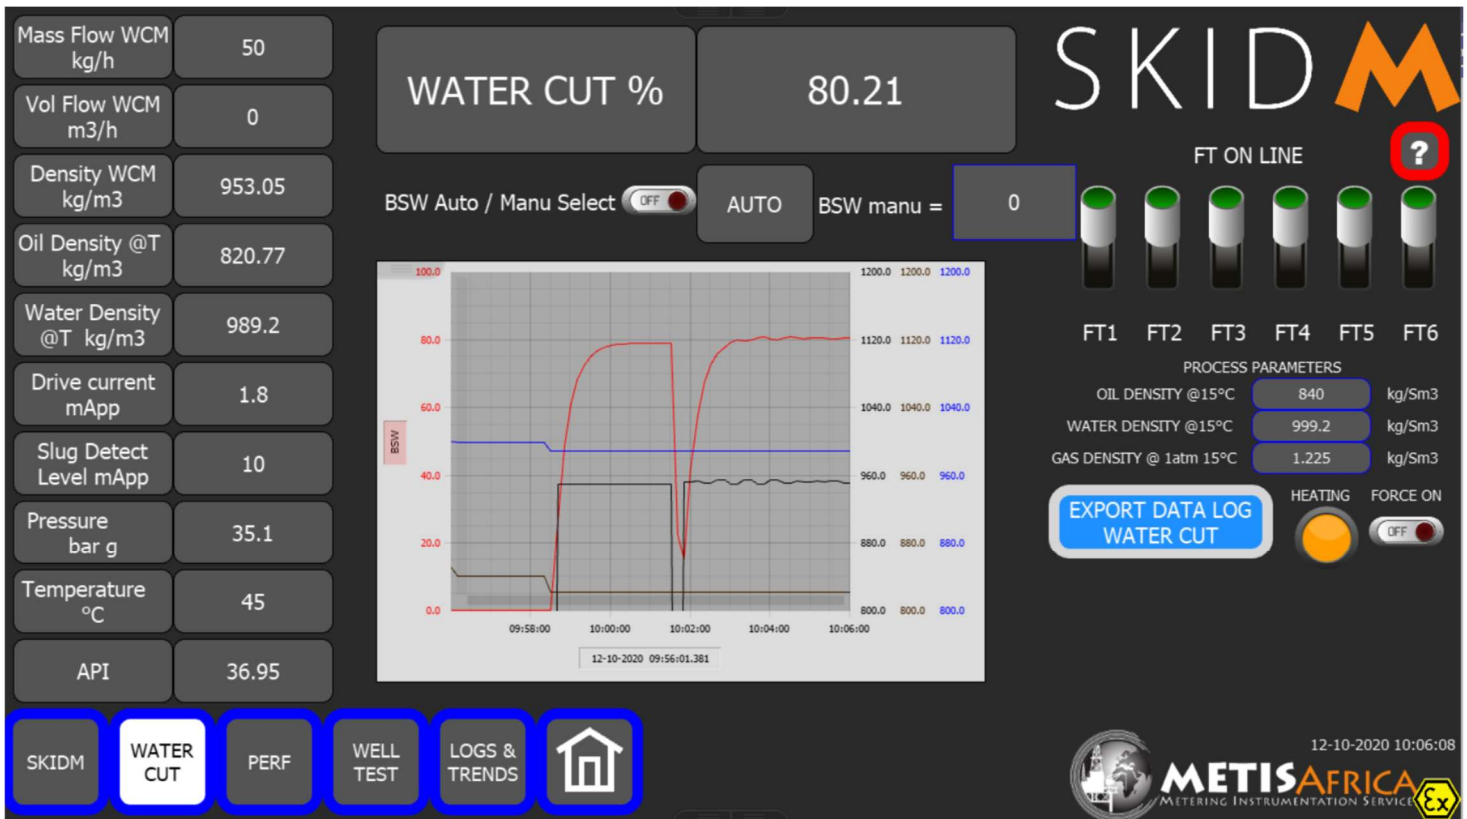 Mass Flow WCM
kg/h
50
Vol Flow WCM
m3/h
0
Density WCM
kg/m3
953.05
Oil Density @T
kg/m3
820.77
Water Density
@T kg/m3
989.2
Drive current
mApp
1.8
Slug Detect
Level mApp
10
Pressure
bar g
35.1
Temperature
°C
45
API
36.95
WATER CUT %
80.21
BSW Auto / Manu Select
OFF
AUTO
BSW manu =
0
100.0
80.0
60.0
40.0
20.0
0.0
BSW
1200.0 1200.0 1200.0
1120.0 1120.0 1120.0
1040.0 1040.0 1040.0
960.0 960.0 960.0
880.0 880.0 880.0
800.0 800.0 800.0
09:58:00 10:00:00 10:02:00 10:04:00 10:06:00
12-10-2020 09:56:01.381
SKIDM
?
FT ON LINE
FT1 FT2 FT3 FT4 FT5 FT6
PROCESS PARAMETERS
OIL DENSITY @15°C 840 kg/Sm3
WATER DENSITY @15°C 999.2 kg/Sm3
GAS DENSITY @ 1atm 15°C 1.225 kg/Sm3
EXPORT DATA LOG
WATER CUT
HEATING
FORCE ON
OFF
SKIDM
WATER
CUT
PERF
WELL
TEST
LOGS &
TRENDS
12-10-2020 10:06:08
METISAFRICA
METERING INSTRUMENTATION SERVICE
Ex